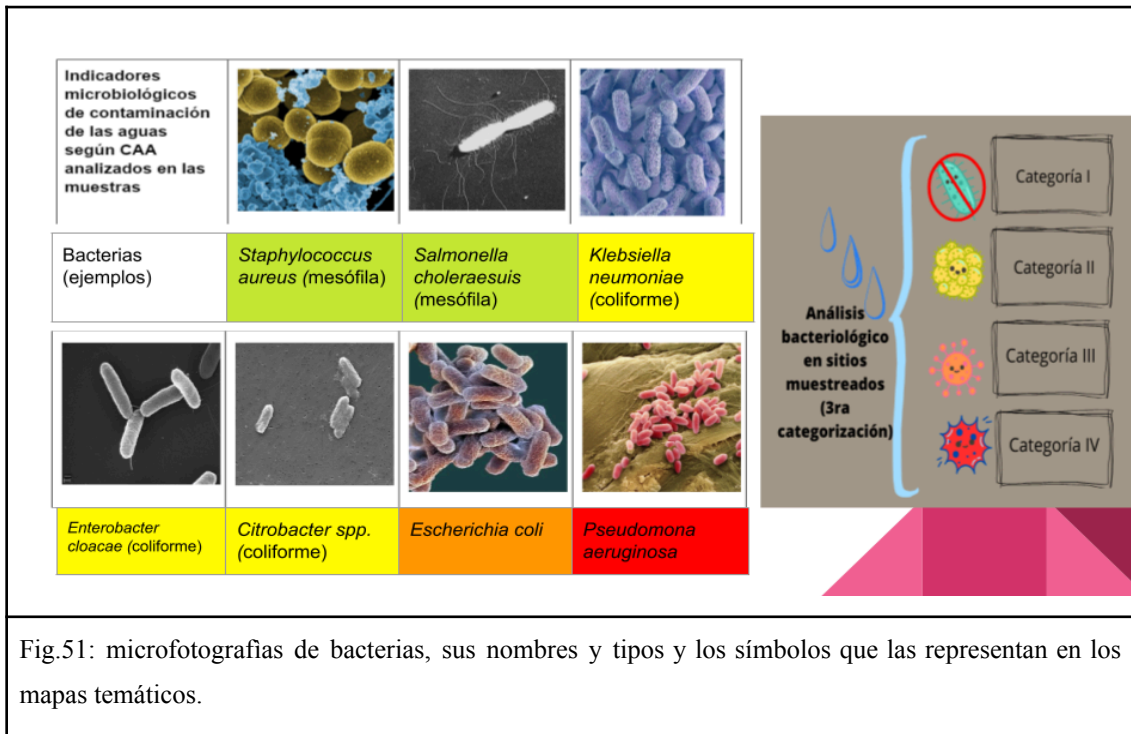 Indicadores
microbiológicos
de contaminación
de las aguas
según CAA
analizados en las
muestras
Bacterias
(ejemplos)
Staphylococcus
aureus (mesófila)
Salmonella
choleraesuis
(mesófila)
Klebsiella
neumoniae
(coliforme)
Enterobacter
cloacae (coliforme)
Citrobacter spp.
(coliforme)
Escherichia coli
Pseudomona
aeruginosa
Análisis
bacteriológico
en sitios
muestreados
(3ra
categorización)
Categoría I
Categoría II
Categoría III
Categoría IV
Fig.51: microfotografìas de bacterias, sus nombres y tipos y los símbolos que las representan en los
mapas temáticos.